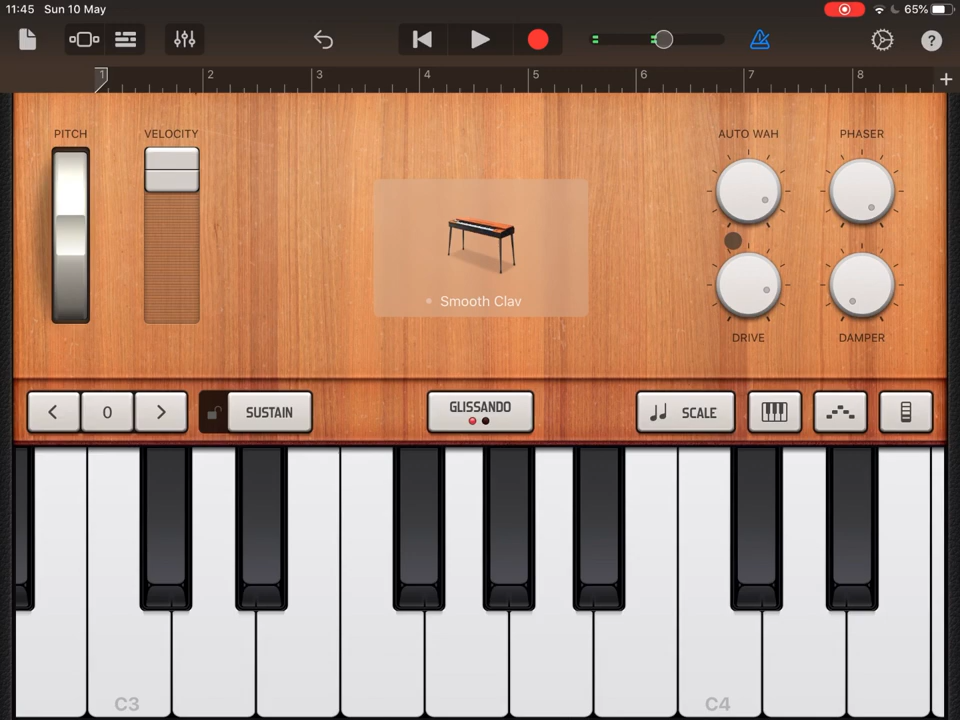 11:45 Sun 10 May
65%
?
1 2 3 4 5 6 7 8 +
PITCH VELOCITY AUTO WAH PHASER
Smooth Clav
DRIVE DAMPER
< 0 > SUSTAIN GLISSANDO SCALE
C3 C4